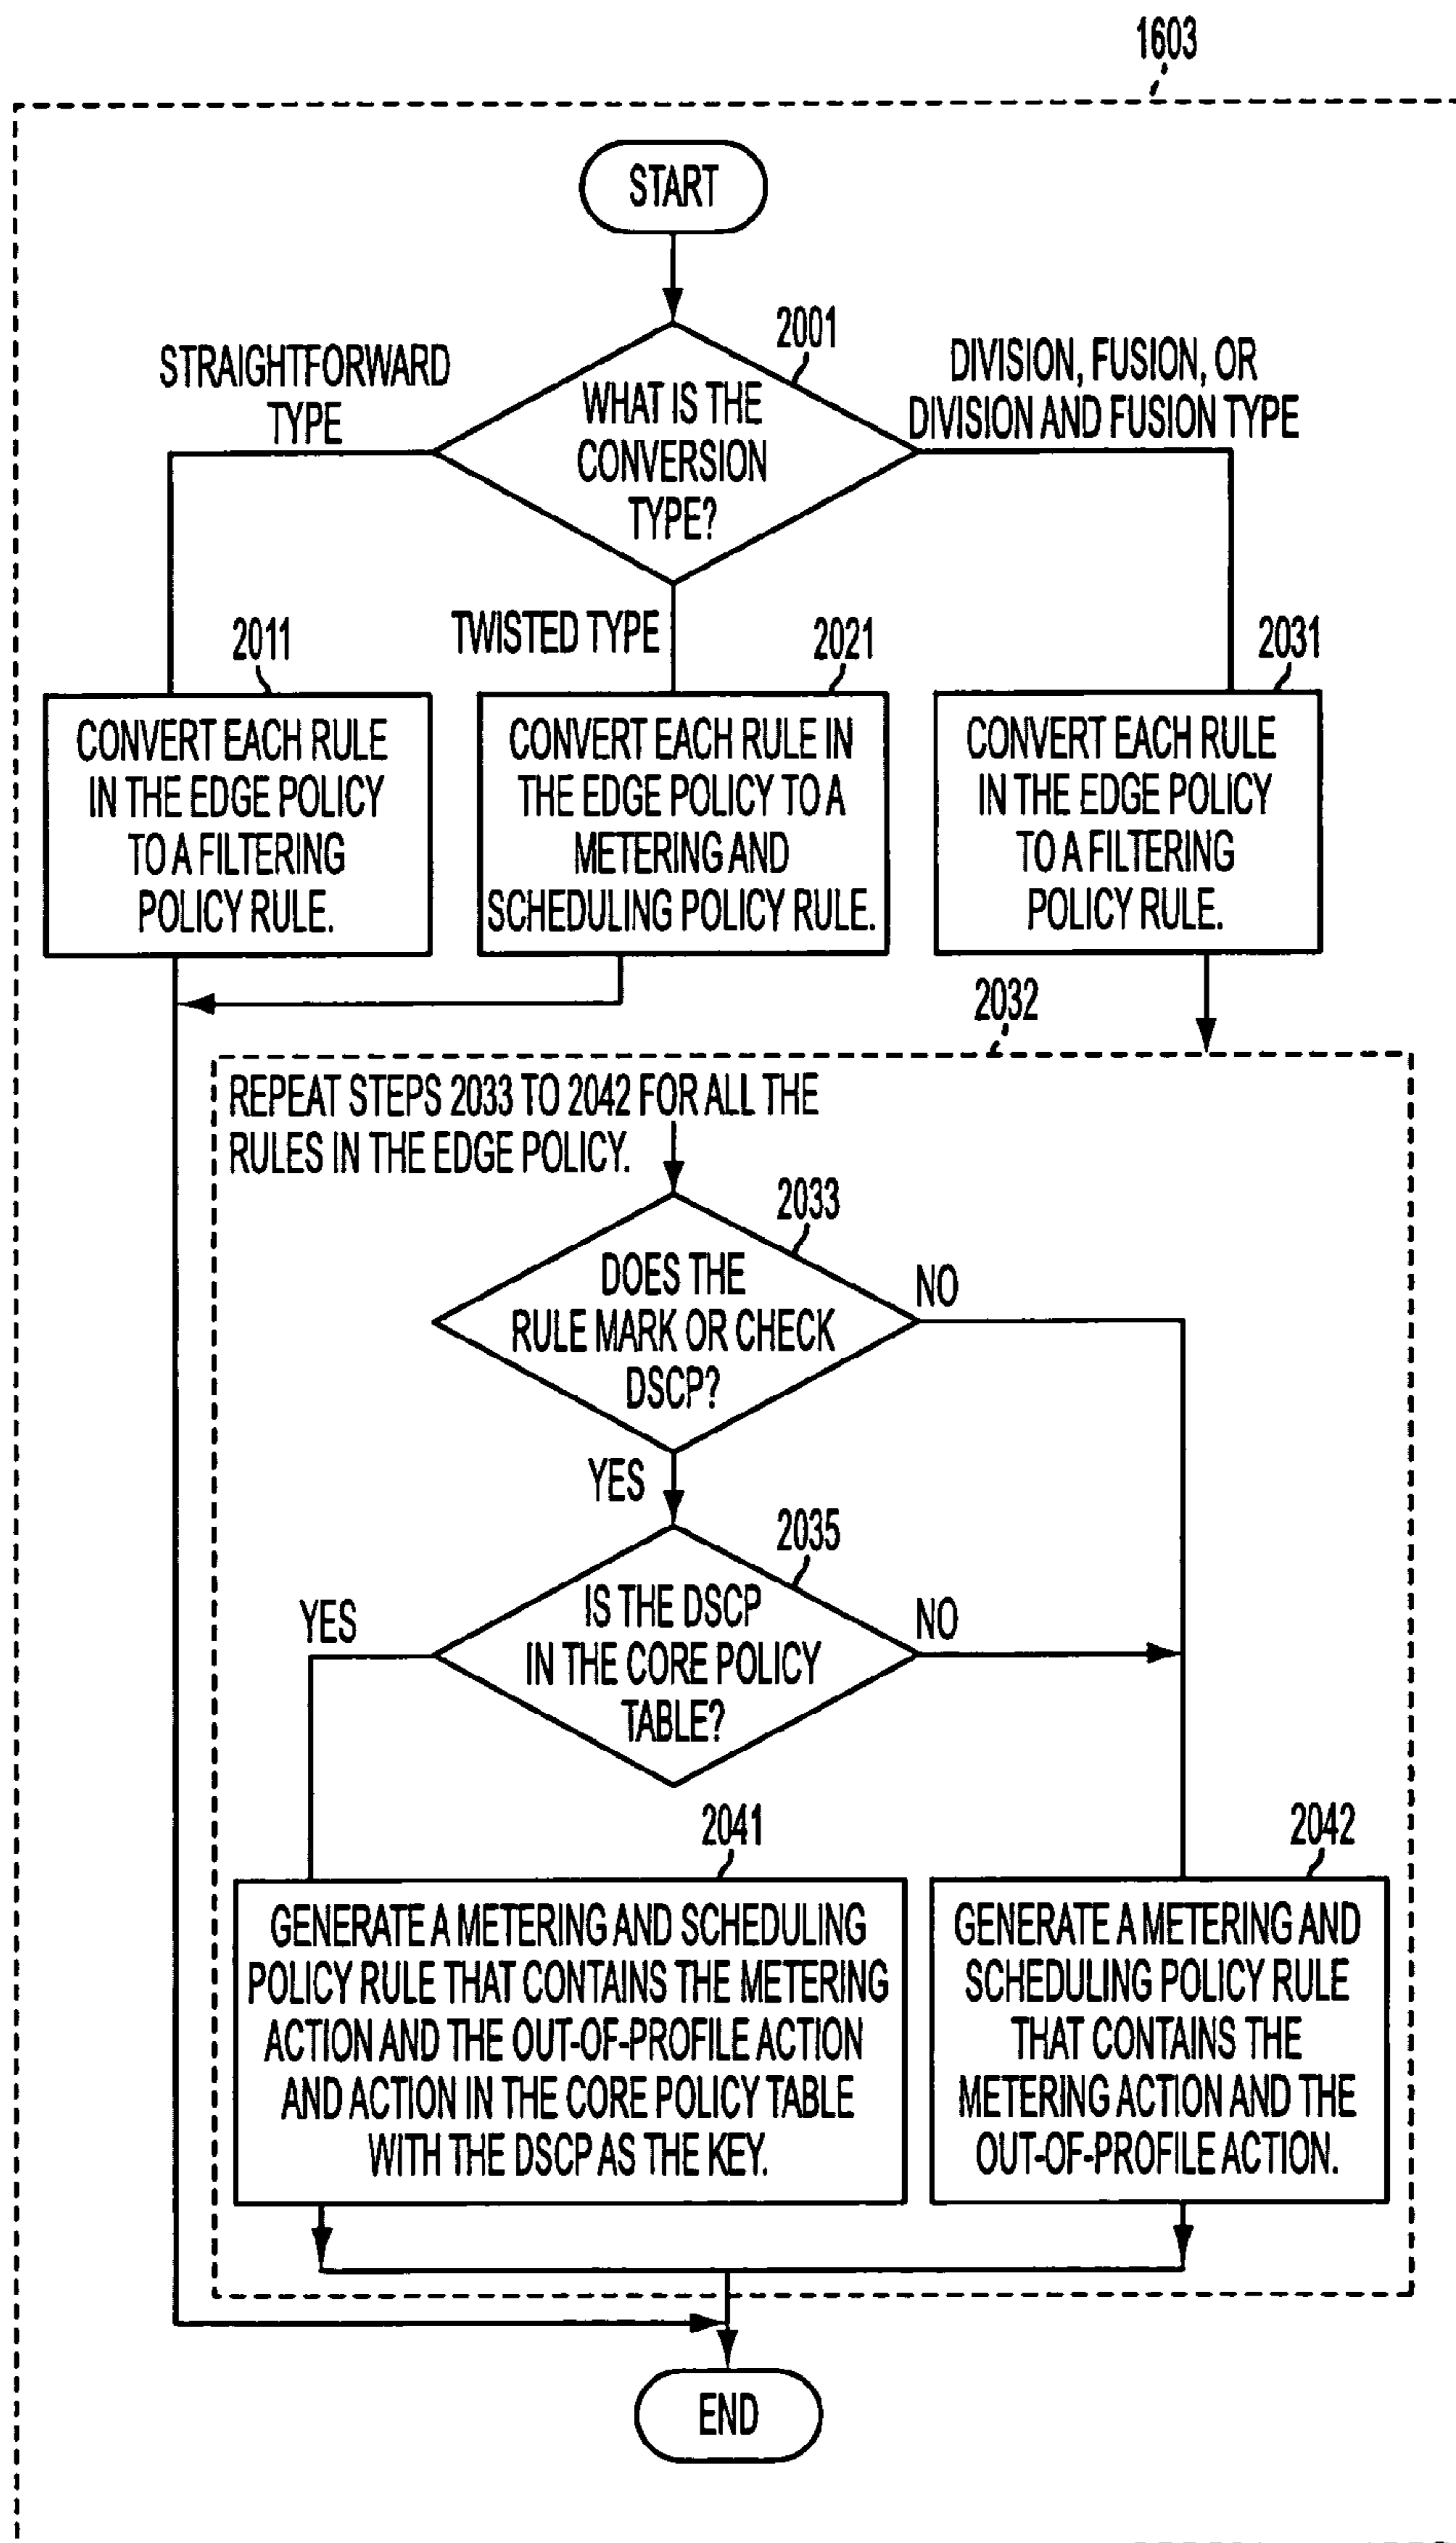 1603
START
2001
STRAIGHTFORWARD
TYPE
WHAT IS THE
CONVERSION
TYPE?
DIVISION, FUSION, OR
DIVISION AND FUSION TYPE
TWISTED TYPE
2011
CONVERT EACH RULE
IN THE EDGE POLICY
TO A FILTERING
POLICY RULE.
2021
CONVERT EACH RULE IN
THE EDGE POLICY TO A
METERING AND
SCHEDULING POLICY RULE.
2031
CONVERT EACH RULE
IN THE EDGE POLICY
TO A FILTERING
POLICY RULE.
2032
REPEAT STEPS 2033 TO 2042 FOR ALL THE
RULES IN THE EDGE POLICY.
2033
DOES THE
RULE MARK OR CHECK
DSCP?
NO
YES
2035
IS THE DSCP
IN THE CORE POLICY
TABLE?
YES
NO
2041
GENERATE A METERING AND SCHEDULING
POLICY RULE THAT CONTAINS THE METERING
ACTION AND THE OUT-OF-PROFILE ACTION
AND ACTION IN THE CORE POLICY TABLE
WITH THE DSCP AS THE KEY.
2042
GENERATE A METERING AND
SCHEDULING POLICY RULE
THAT CONTAINS THE
METERING ACTION AND THE
OUT-OF-PROFILE ACTION.
END